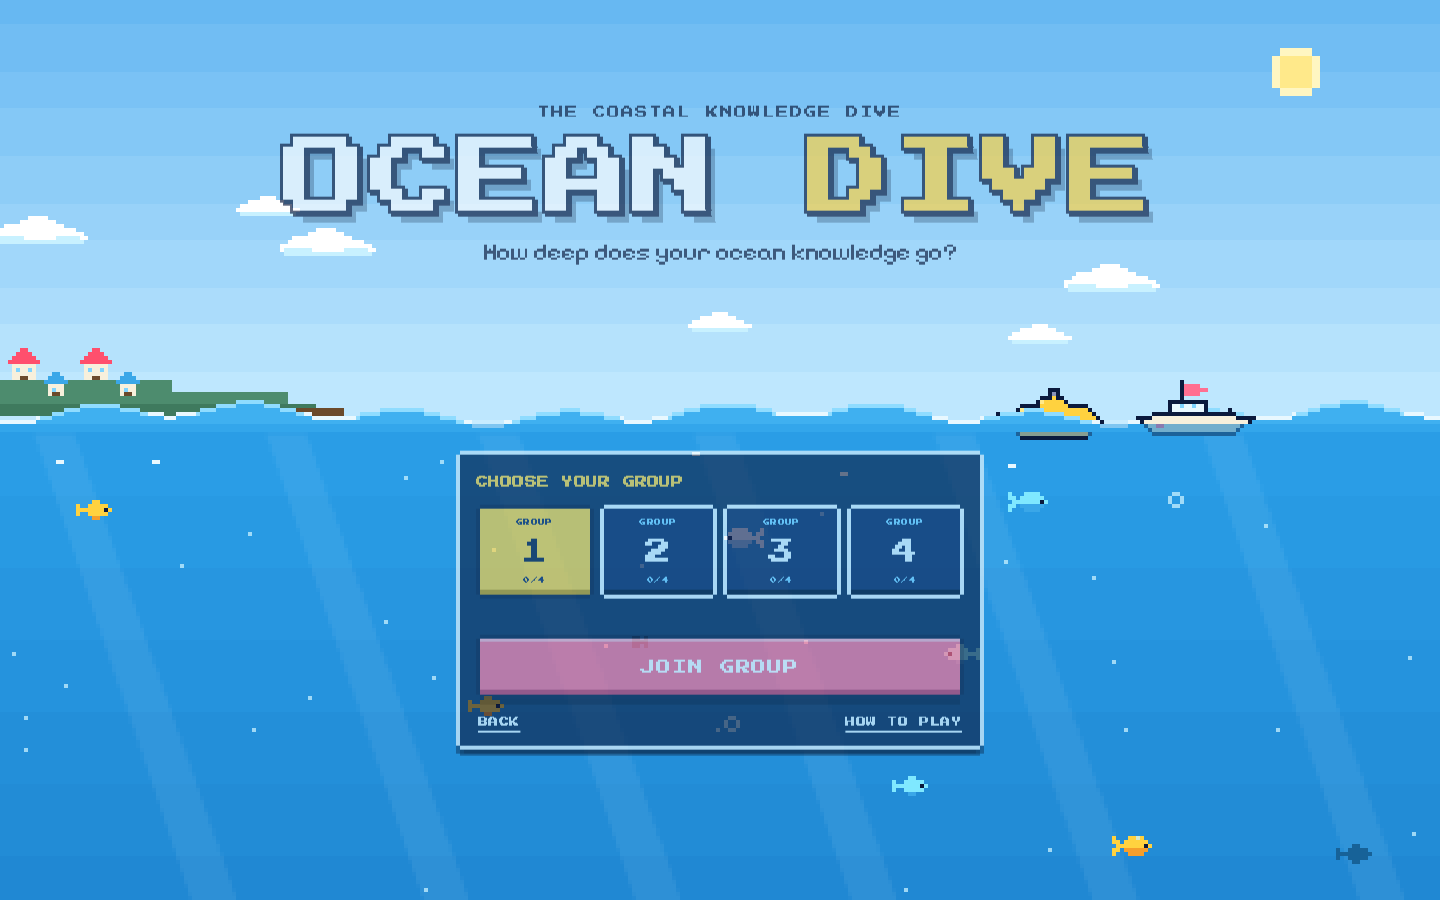 THE COASTAL KNOWLEDGE DIVE
OCEAN DIVE
How deep does your ocean knowledge go?
CHOOSE YOUR GROUP
GROUP GROUP GROUP GROUP
1 2 3 4
0/4 0/4 0/4 0/4
JOIN GROUP
BACK HOW TO PLAY